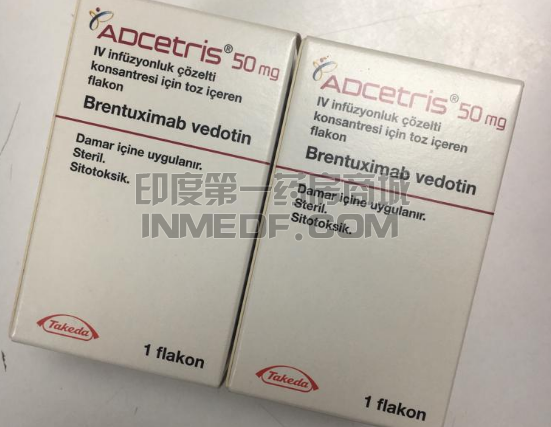 ADCetris® 50 mg
IV infüzyonluk çözelti
konsantresi için toz içeren
flakon
Brentuximab vedotin
Damar içine uygulanır.
Steril.
Sitotoksik.
Takeda
1 flakon
ADCetris® 50 mg
IV infüzyonluk çözelti
konsantresi için toz içeren
flakon
Brentuximab vedotin
Damar içine uygulanır.
Steril.
Sitotoksik.
Takeda
1 flakon
印度第一药房商城
INMEDF.COM